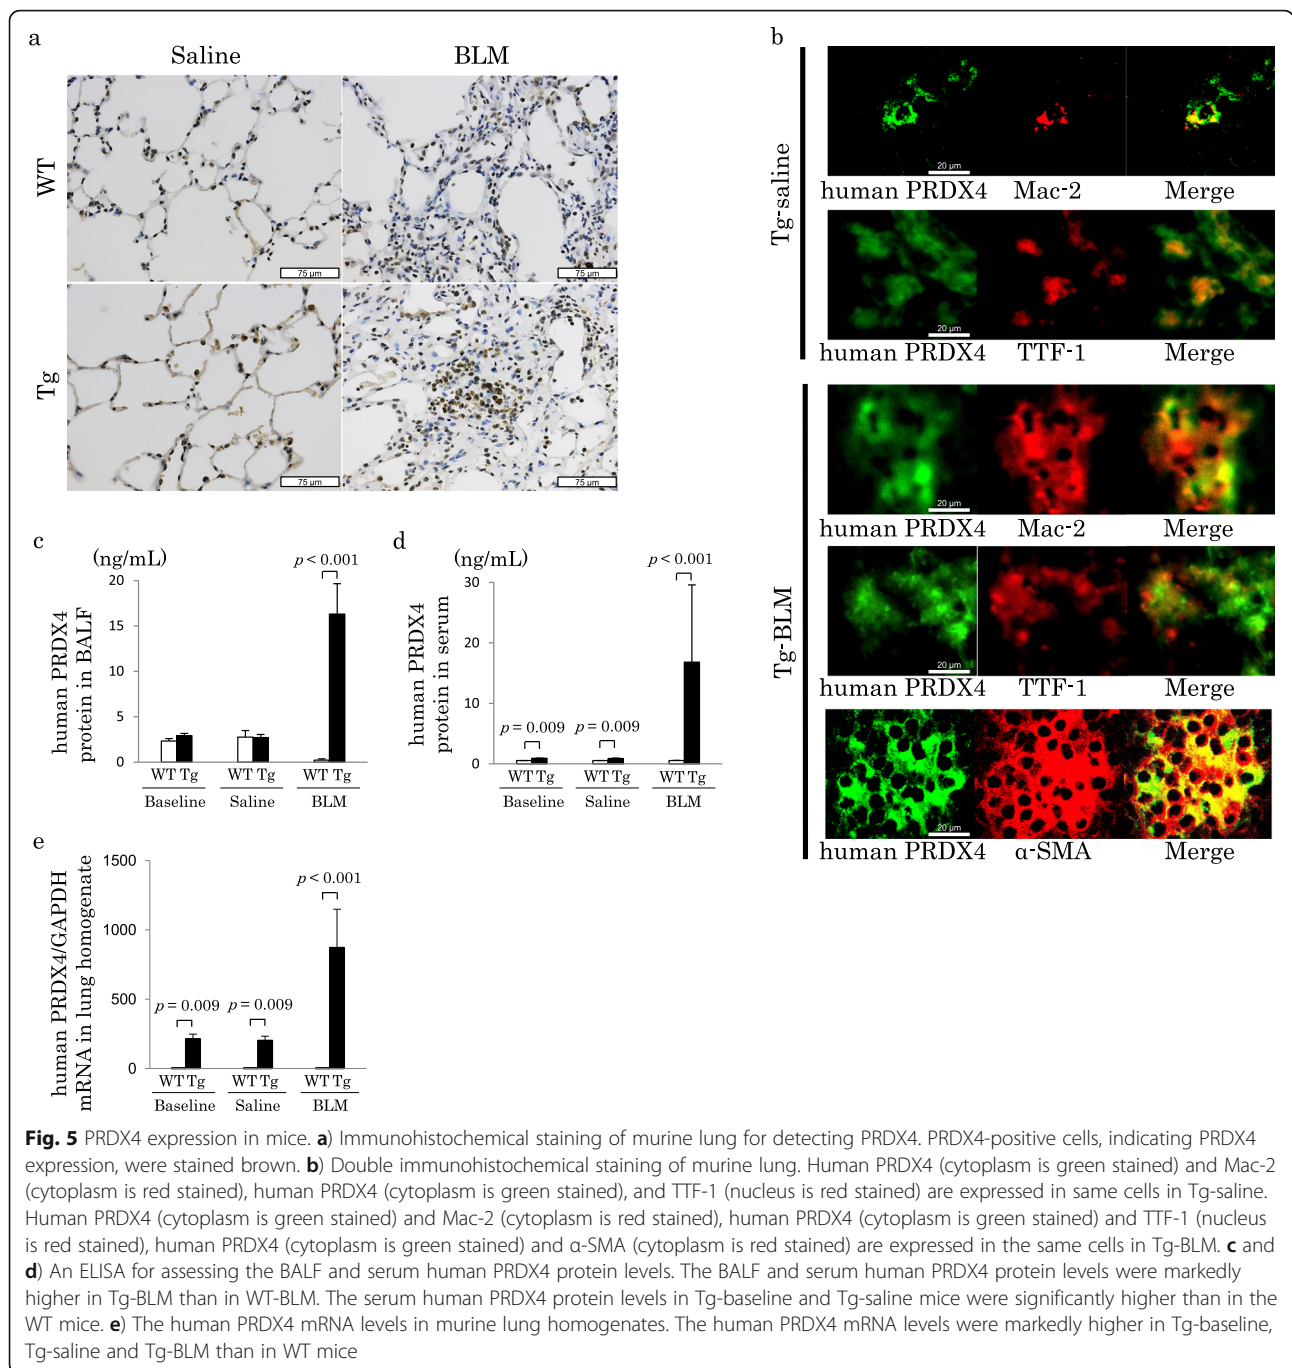 a
Saline BLM
WT
75 µm 75 µm
Tg
75 µm 75 µm
b
Tg-saline
20 µm
human PRDX4 Mac-2 Merge
20 µm
human PRDX4 TTF-1 Merge
Tg-BLM
20 µm
human PRDX4 Mac-2 Merge
20 µm
human PRDX4 TTF-1 Merge
20 µm
human PRDX4 α-SMA Merge
c
(ng/mL)
human PRDX4
protein in BALF
p < 0.001
20
15
10
5
0
WT Tg WT Tg WT Tg
Baseline Saline BLM
d
(ng/mL)
human PRDX4
protein in serum
p < 0.001
30
20
10
p = 0.009 p = 0.009
0
WT Tg WT Tg WT Tg
Baseline Saline BLM
e
human PRDX4/GAPDH
mRNA in lung homogenate
1500
p < 0.001
1000
500
p = 0.009 p = 0.009
0
WT Tg WT Tg WT Tg
Baseline Saline BLM
Fig. 5 PRDX4 expression in mice. a) Immunohistochemical staining of murine lung for detecting PRDX4. PRDX4-positive cells, indicating PRDX4
expression, were stained brown. b) Double immunohistochemical staining of murine lung. Human PRDX4 (cytoplasm is green stained) and Mac-2
(cytoplasm is red stained), human PRDX4 (cytoplasm is green stained), and TTF-1 (nucleus is red stained) are expressed in same cells in Tg-saline.
Human PRDX4 (cytoplasm is green stained) and Mac-2 (cytoplasm is red stained), human PRDX4 (cytoplasm is green stained) and TTF-1 (nucleus
is red stained), human PRDX4 (cytoplasm is green stained) and α-SMA (cytoplasm is red stained) are expressed in the same cells in Tg-BLM. c and
d) An ELISA for assessing the BALF and serum human PRDX4 protein levels. The BALF and serum human PRDX4 protein levels were markedly
higher in Tg-BLM than in WT-BLM. The serum human PRDX4 protein levels in Tg-baseline and Tg-saline mice were significantly higher than in the
WT mice. e) The human PRDX4 mRNA levels in murine lung homogenates. The human PRDX4 mRNA levels were markedly higher in Tg-baseline,
Tg-saline and Tg-BLM than in WT mice